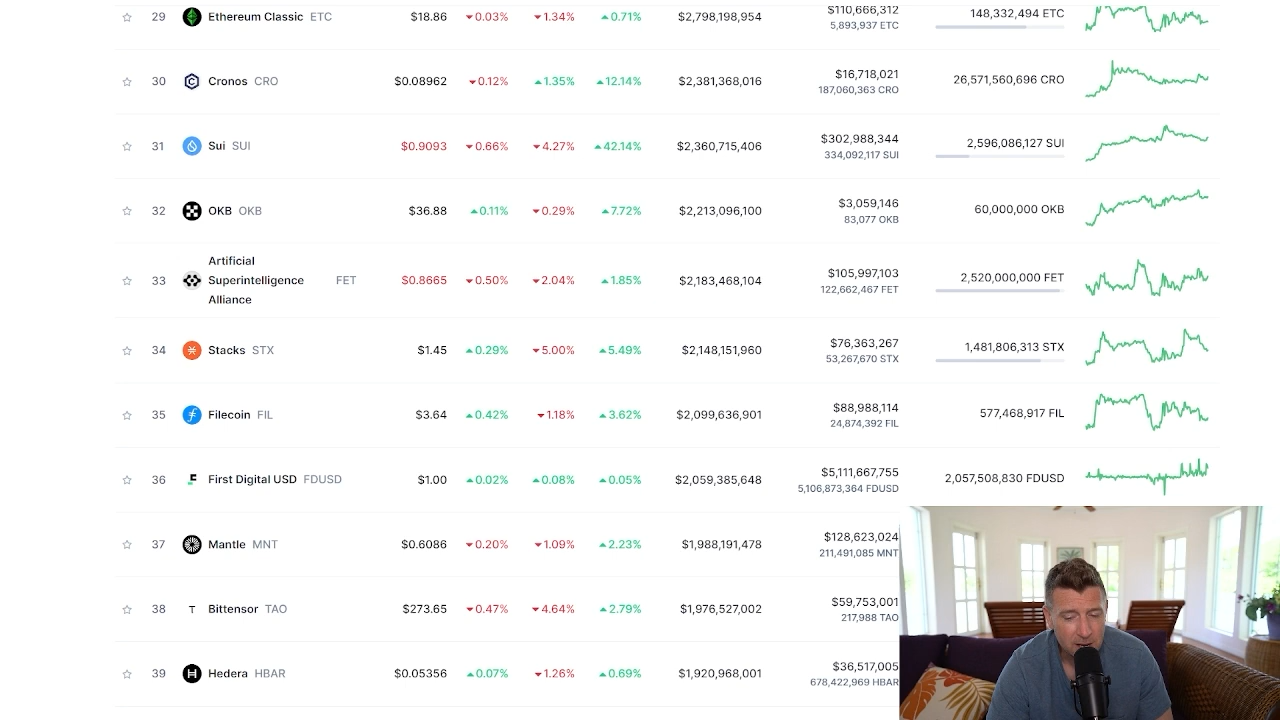 29 Ethereum Classic ETC $18.86 0.03% 1.34% 0.71% $2,798,198,954 $110,666,312 148,332,494 ETC
5,893,937 ETC
30 Cronos CRO $0.08962 0.12% 1.35% 12.14% $2,381,368,016 $16,718,021 26,571,560,696 CRO
187,060,363 CRO
31 Sui SUI $0.9093 0.66% 4.27% 42.14% $2,360,715,406 $302,988,344 2,596,086,127 SUI
334,092,117 SUI
32 OKB OKB $36.88 0.11% 0.29% 7.72% $2,213,096,100 $3,059,146 60,000,000 OKB
83,077 OKB
Artificial
33 Superintelligence FET $0.8665 0.50% 2.04% 1.85% $2,183,468,104 $105,997,103 2,520,000,000 FET
Alliance 122,662,467 FET
34 Stacks STX $1.45 0.29% 5.00% 5.49% $2,148,151,960 $76,363,267 1,481,806,313 STX
53,267,670 STX
35 Filecoin FIL $3.64 0.42% 1.18% 3.62% $2,099,636,901 $88,988,114 577,468,917 FIL
24,874,392 FIL
36 First Digital USD FDUSD $1.00 0.02% 0.08% 0.05% $2,059,385,648 $5,111,667,755 2,057,508,830 FDUSD
5,106,873,364 FDUSD
37 Mantle MNT $0.6086 0.20% 1.09% 2.23% $1,988,191,478 $128,623,024
211,491,085 MNT
38 Bittensor TAO $273.65 0.47% 4.64% 2.79% $1,976,527,002 $59,753,001
217,988 TAO
39 Hedera HBAR $0.05356 0.07% 1.26% 0.69% $1,920,968,001 $36,517,005
678,422,969 HBAR